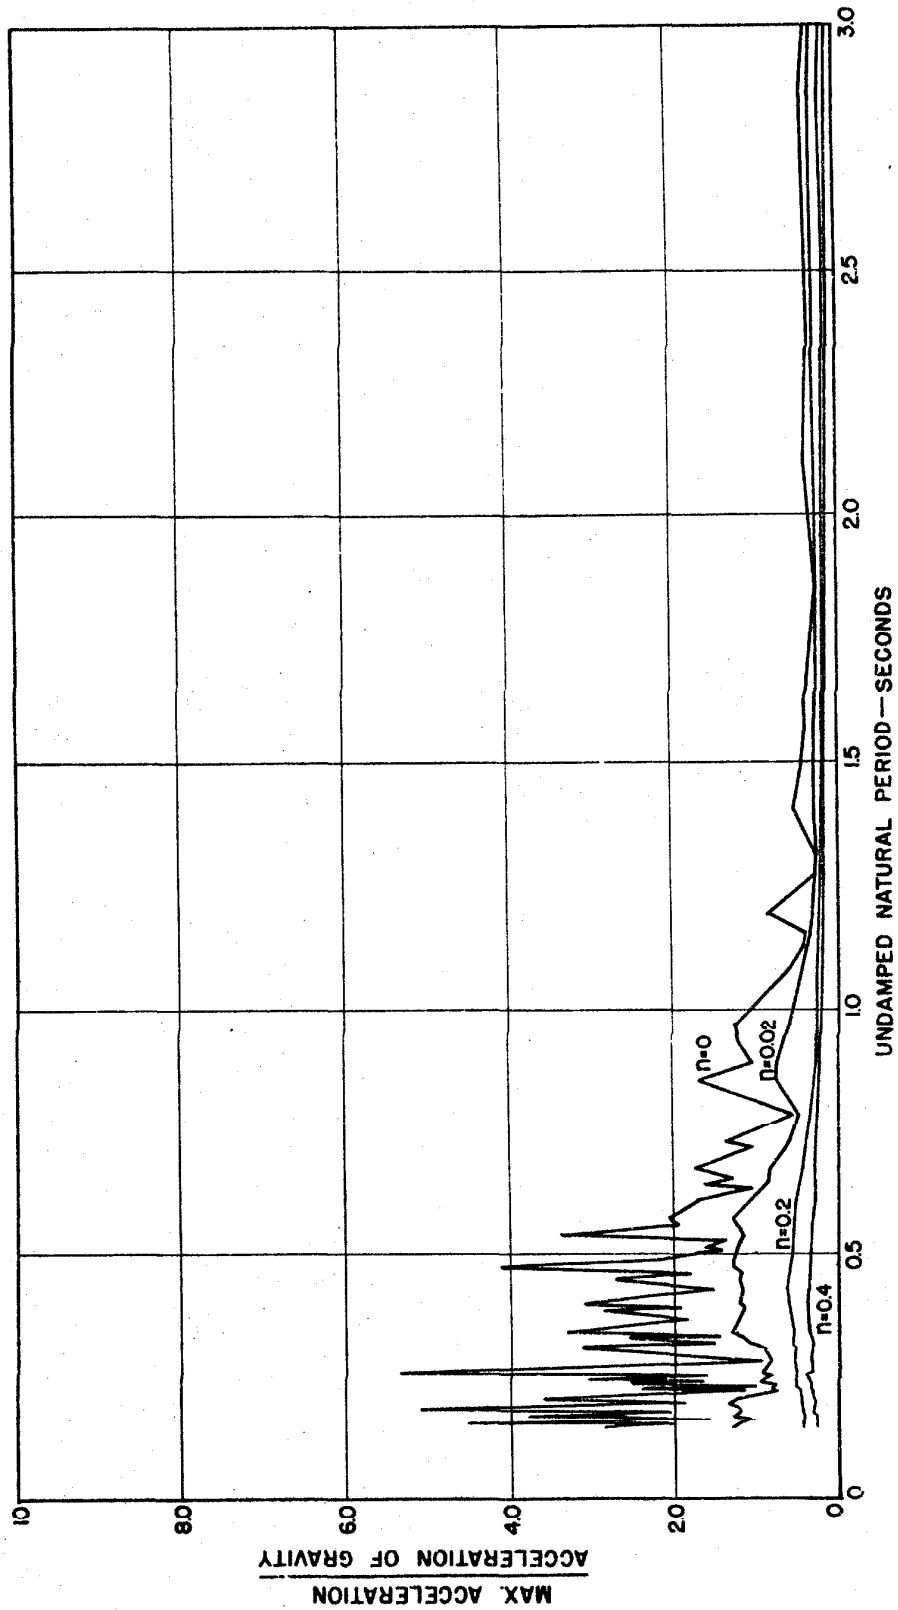 MAX. ACCELERATION
ACCELERATION OF GRAVITY
10
8.0
6.0
4.0
2.0
0
n=0
n=0.02
n=0.2
n=0.4
0.5
1.0
1.5
2.0
2.5
3.0
UNDAMPED NATURAL PERIOD—SECONDS